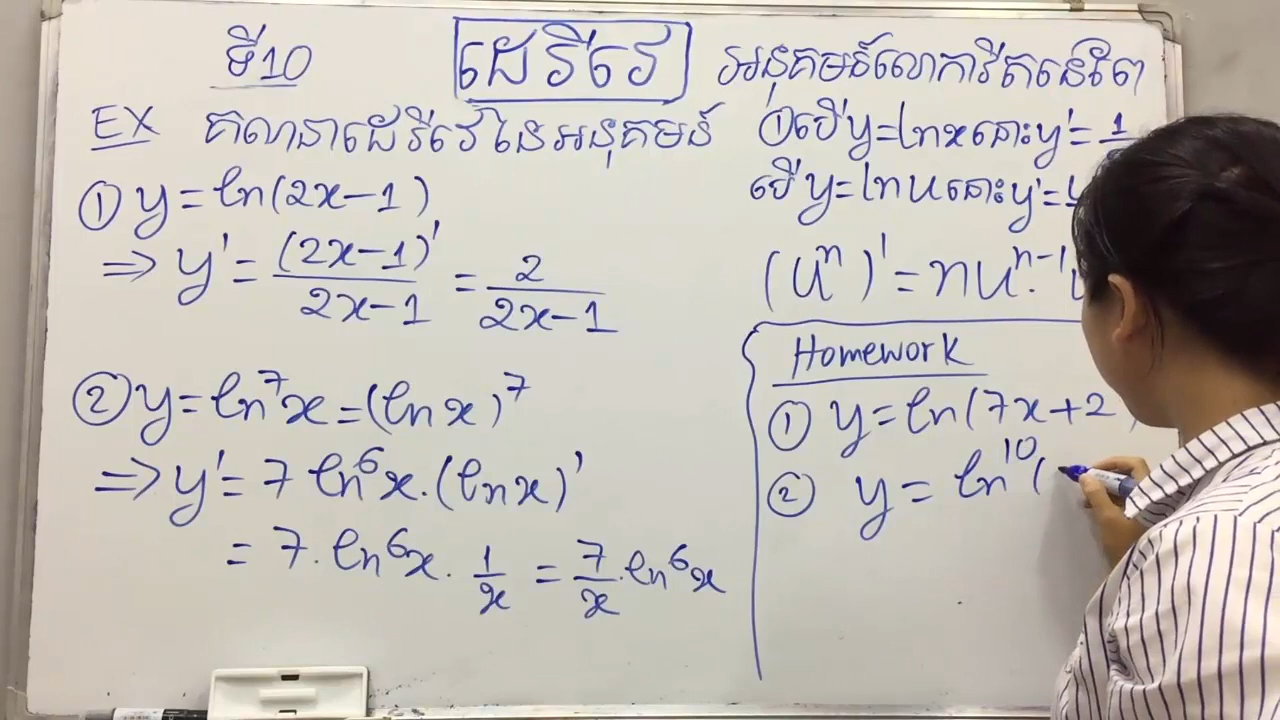 ទី10
ដេរីវេ
អនុគមន៍លោការីតនេពែ
EX គណនាដេរីវេនៃអនុគមន៍
① y = ln(2x-1)
⇒ y' = (2x-1)' / 2x-1 = 2 / 2x-1
② y = ln⁷x = (lnx)⁷
⇒ y' = 7 ln⁶x . (lnx)'
= 7. ln⁶x . 1/x = 7/x . ln⁶x
① បើ y = lnx នោះ y' = 1
បើ y = lnu នោះ y' =
(uⁿ)' = nuⁿ⁻¹.
Homework
① y = ln(7x+2)
② y = ln¹⁰(